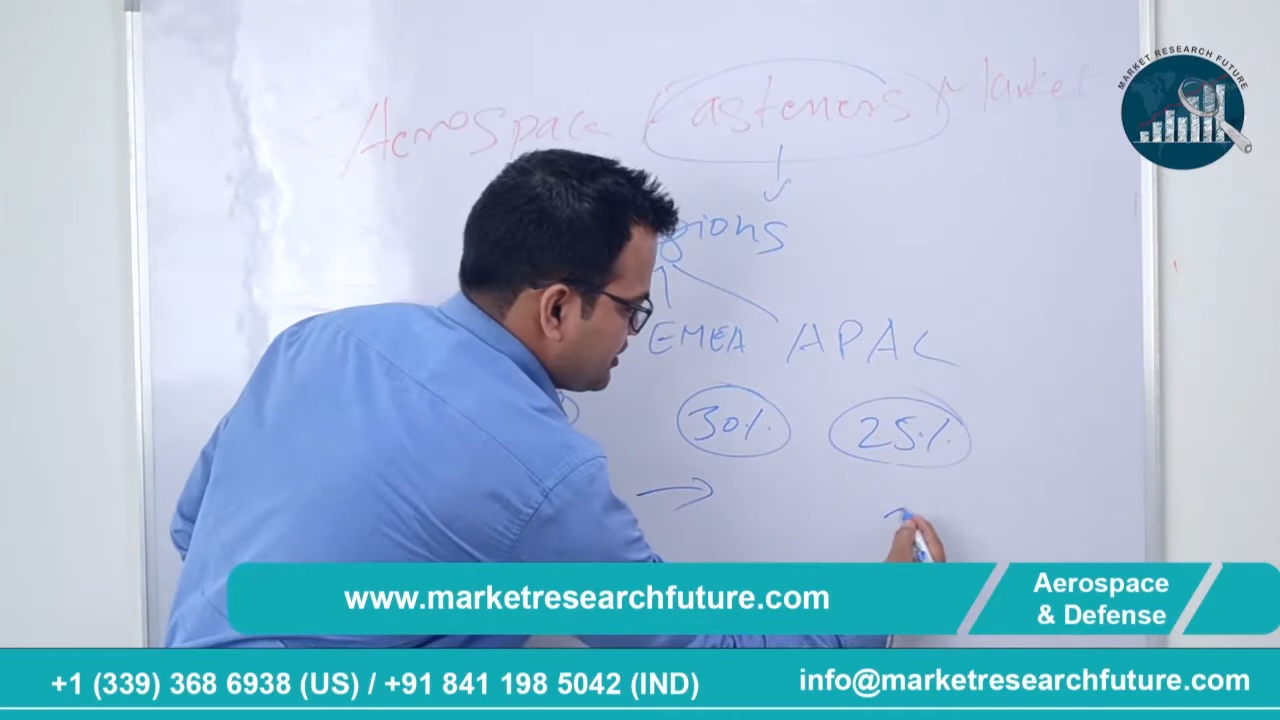 MARKET RESEARCH FUTURE
Aerospace Fasteners Market
gions
EMEA APAC
30% 25%
www.marketresearchfuture.com
Aerospace
& Defense
+1 (339) 368 6938 (US) / +91 841 198 5042 (IND)
info@marketresearchfuture.com